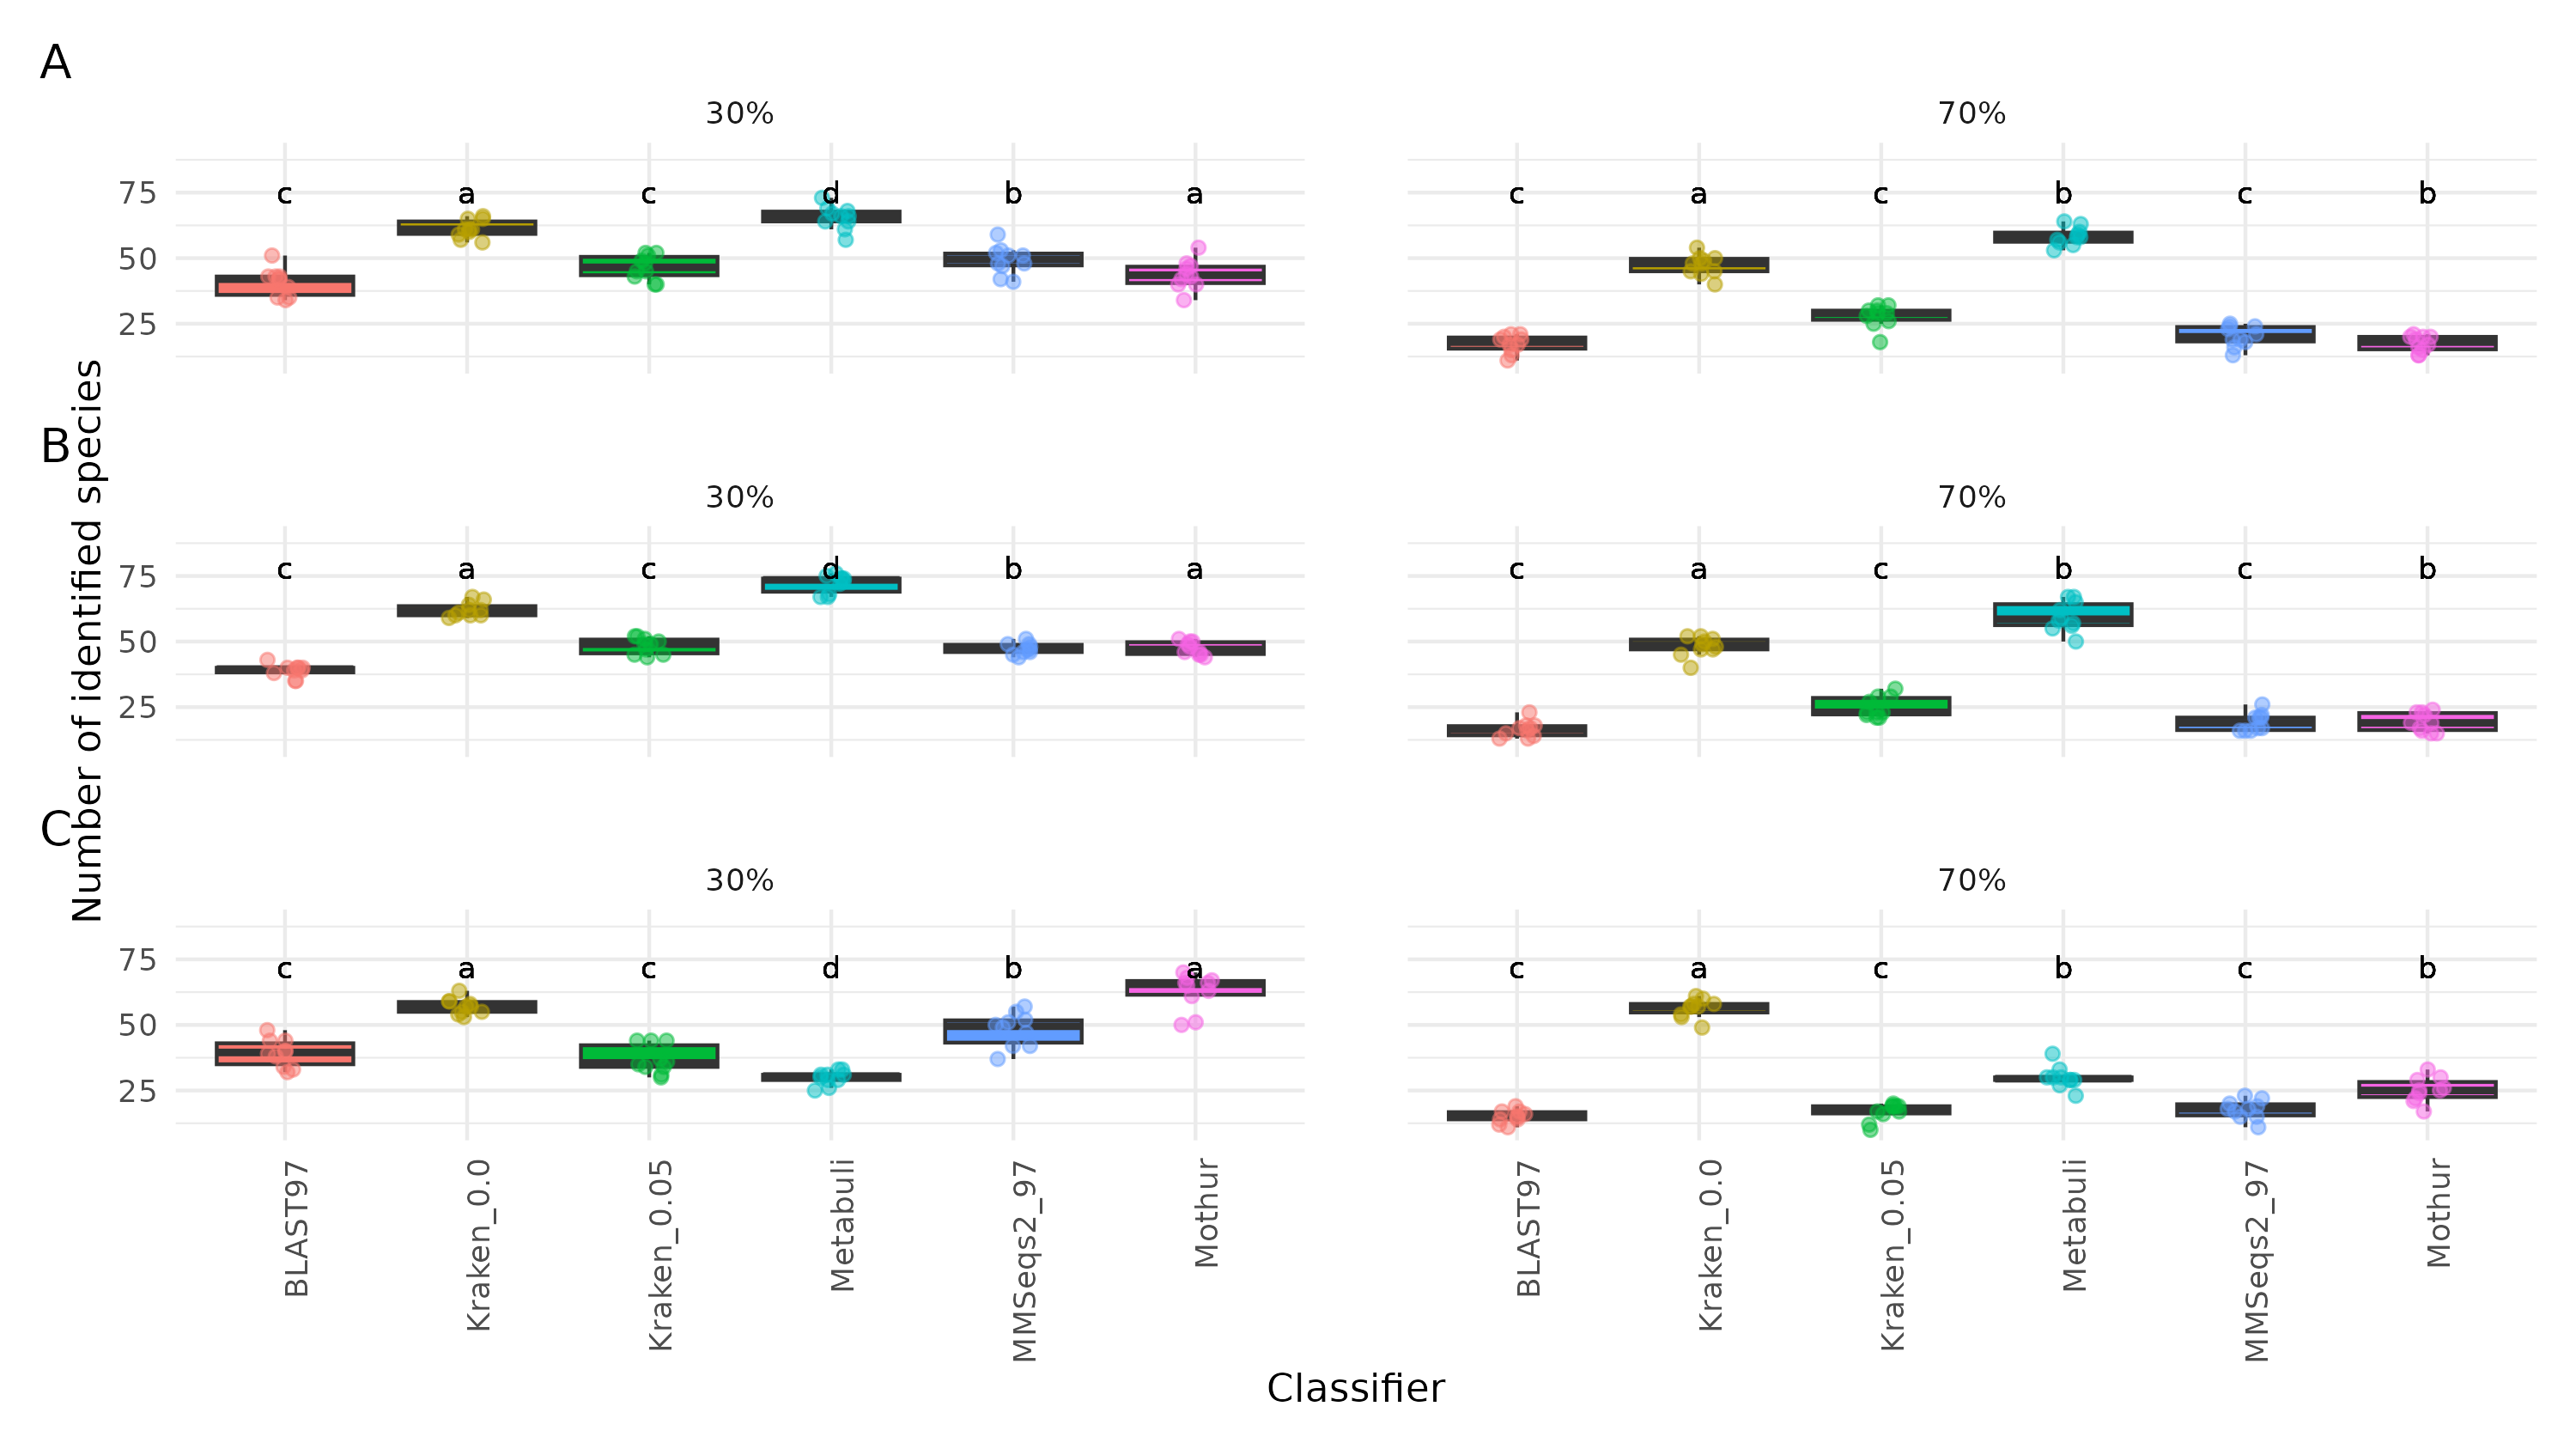 A
30%
70%
75
50
25
c a c d b a
c a c b c b
B
30%
70%
75
50
25
c a c d b a
c a c b c b
C
30%
70%
75
50
25
c a c d b a
c a c b c b
Number of identified species
BLAST97
Kraken_0.0
Kraken_0.05
Metabuli
MMSeqs2_97
Mothur
BLAST97
Kraken_0.0
Kraken_0.05
Metabuli
MMSeqs2_97
Mothur
Classifier